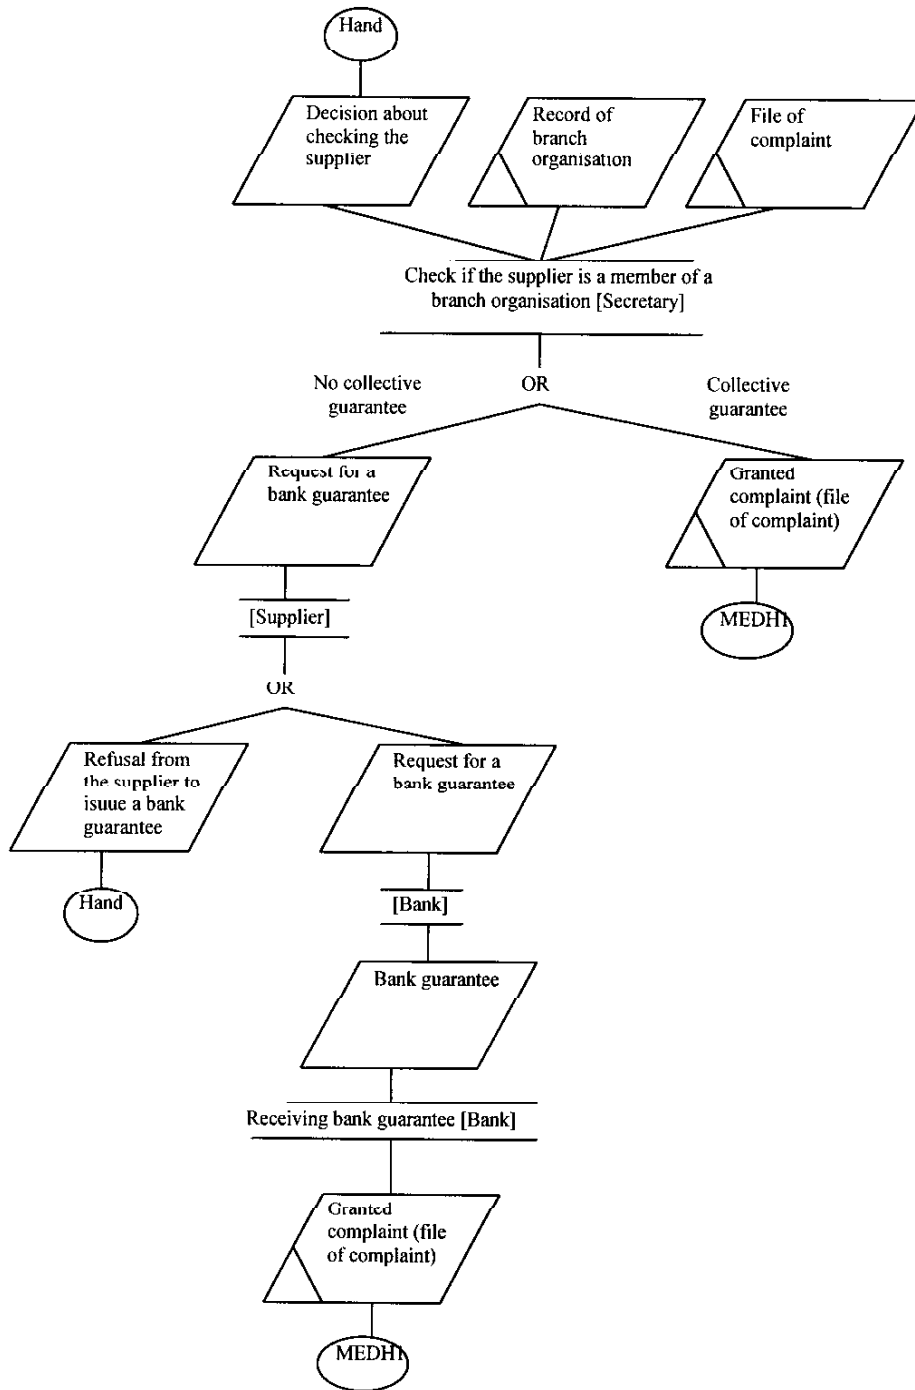 Hand
Decision about
checking the
supplier
Record of
branch
organisation
File of
complaint
Check if the supplier is a member of a
branch organisation [Secretary]
No collective
guarantee
OR
Collective
guarantee
Request for a
bank guarantee
Granted
complaint (file
of complaint)
[Supplier]
MEDH1
OR
Refusal from
the supplier to
isuue a bank
guarantee
Request for a
bank guarantee
Hand
[Bank]
Bank guarantee
Receiving bank guarantee [Bank]
Granted
complaint (file
of complaint)
MEDH1